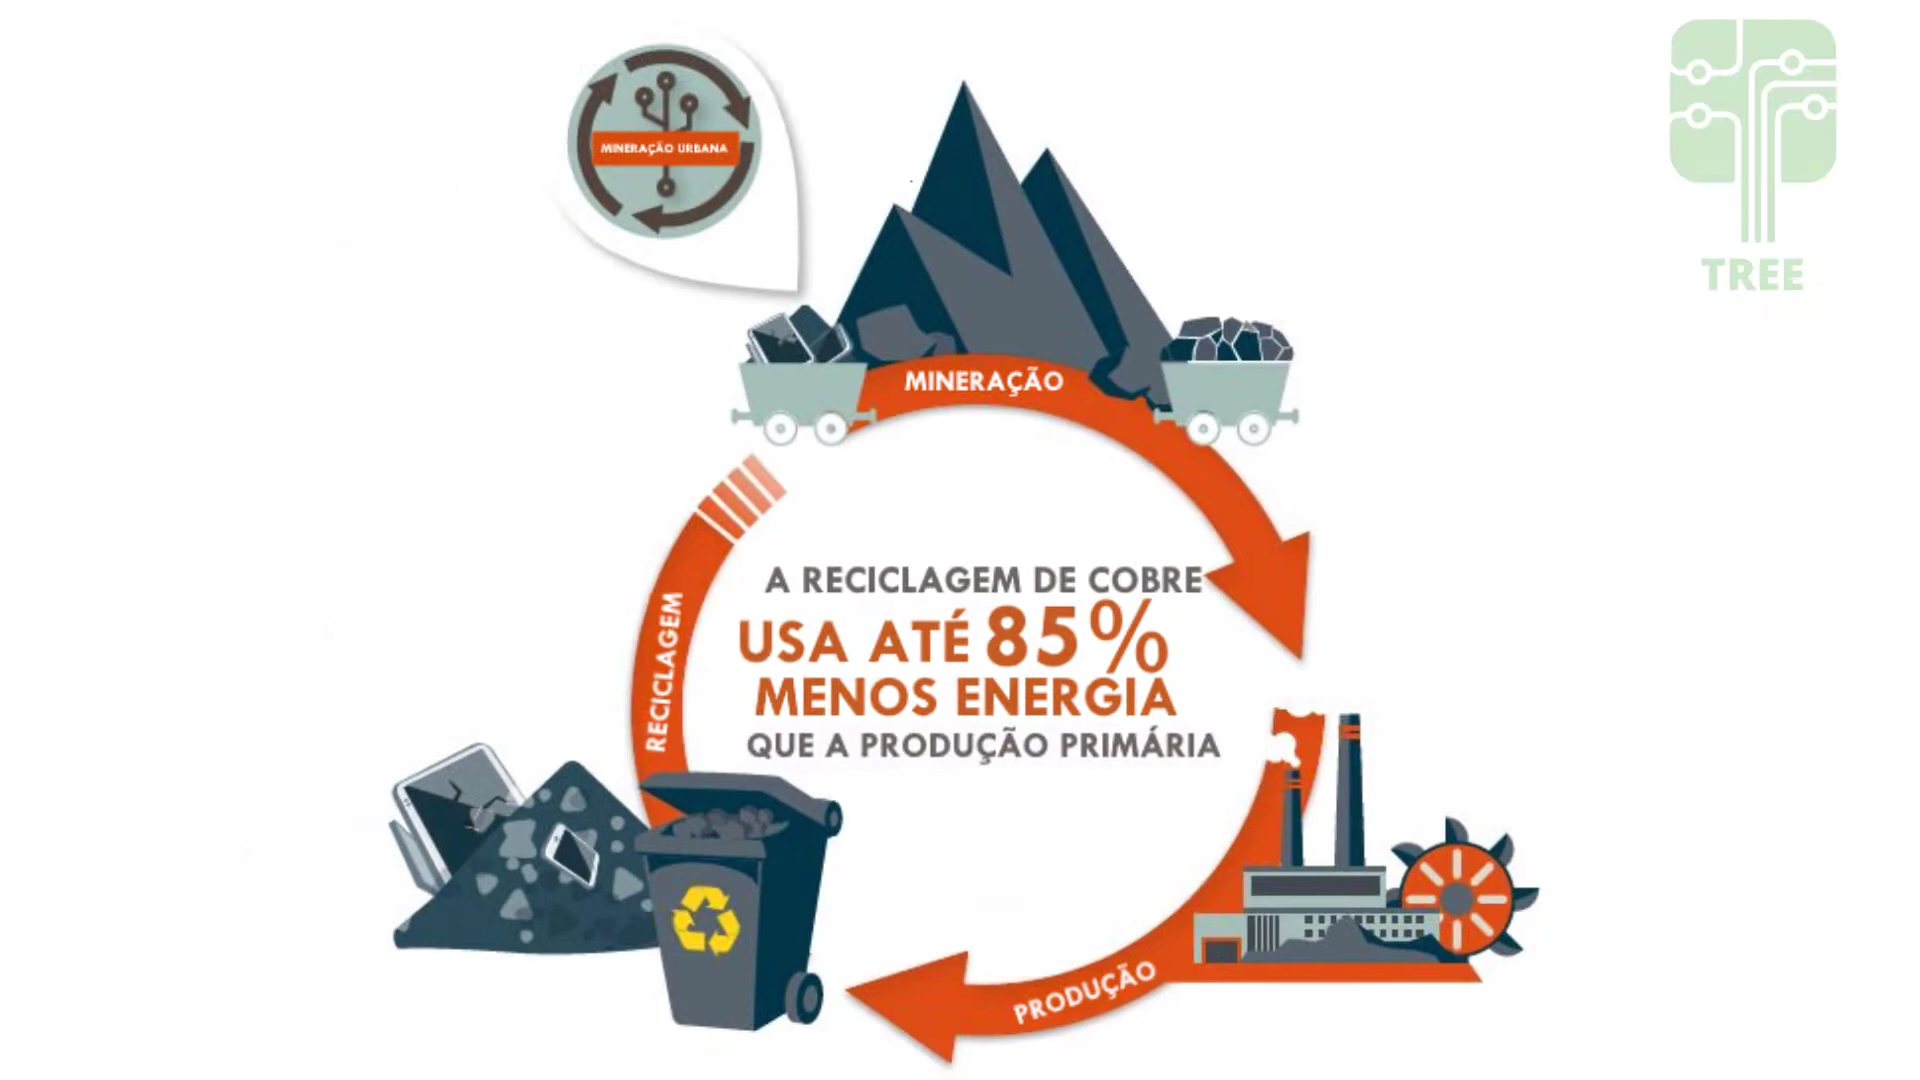 MINERAÇÃO URBANA
TREE
MINERAÇÃO
A RECICLAGEM DE COBRE
USA ATÉ 85%
MENOS ENERGIA
QUE A PRODUÇÃO PRIMÁRIA
RECICLAGEM
PRODUÇÃO